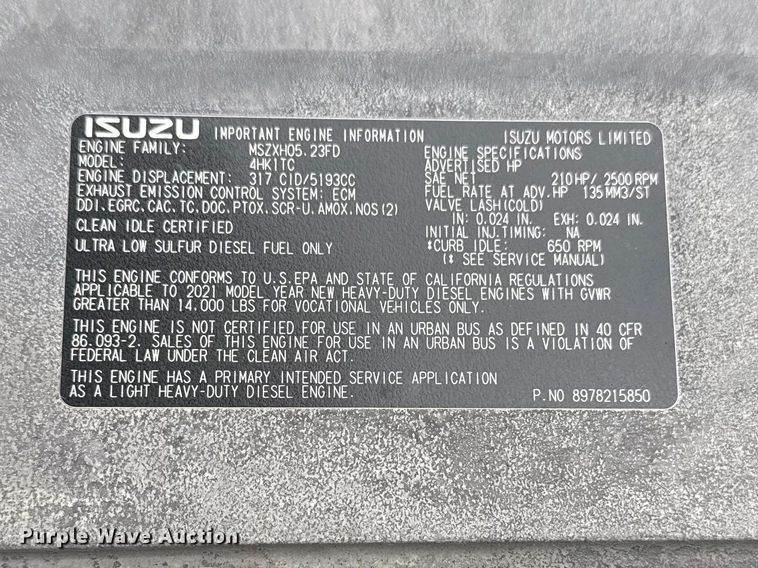 ISUZU IMPORTANT ENGINE INFORMATION ISUZU MOTORS LIMITED
ENGINE FAMILY: MSZXH05.23FD
MODEL: 4HK1TC
ENGINE DISPLACEMENT: 317 CID/5193CC
EXHAUST EMISSION CONTROL SYSTEM: ECM
DDI.EGRC.CAC.TC.DOC.PTOX.SCR-U.AMOX.NOS(2)
CLEAN IDLE CERTIFIED
ULTRA LOW SULFUR DIESEL FUEL ONLY
ADVERTISED HP
SAE NET 210HP/2500RPM
FUEL RATE AT ADV.HP 135MM3/ST
VALVE LASH(COLD)
IN: 0.024 IN. EXH: 0.024 IN.
INITIAL INJ.TIMING: NA
*CURB IDLE: 650 RPM
(* SEE SERVICE MANUAL)
THIS ENGINE CONFORMS TO U.S.EPA AND STATE OF CALIFORNIA REGULATIONS
APPLICABLE TO 2021 MODEL YEAR NEW HEAVY-DUTY DIESEL ENGINES WITH GVWR
GREATER THAN 14.000 LBS FOR VOCATIONAL VEHICLES ONLY.
THIS ENGINE IS NOT CERTIFIED FOR USE IN AN URBAN BUS AS DEFINED IN 40 CFR
86.093-2. SALES OF THIS ENGINE FOR USE IN AN URBAN BUS IS A VIOLATION OF
FEDERAL LAW UNDER THE CLEAN AIR ACT.
THIS ENGINE HAS A PRIMARY INTENDED SERVICE APPLICATION
AS A LIGHT HEAVY-DUTY DIESEL ENGINE.
P.NO 8978215850
Purple Wave Auction